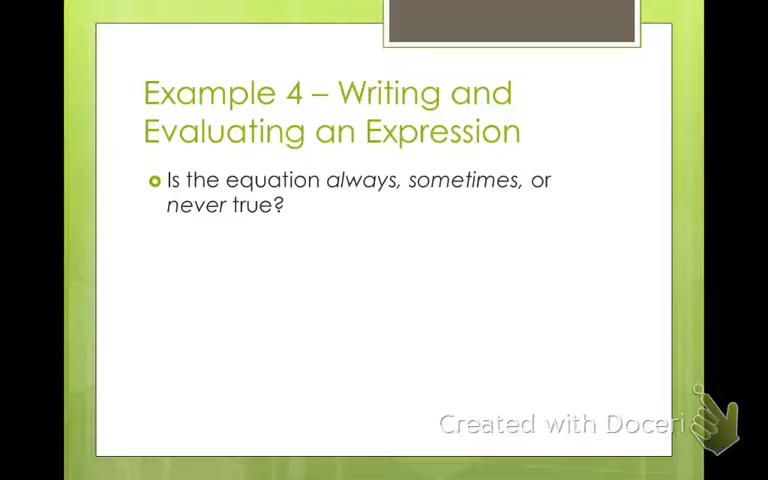 Example 4 – Writing and
Evaluating an Expression
Is the equation always, sometimes, or
never true?
Created with Doceri